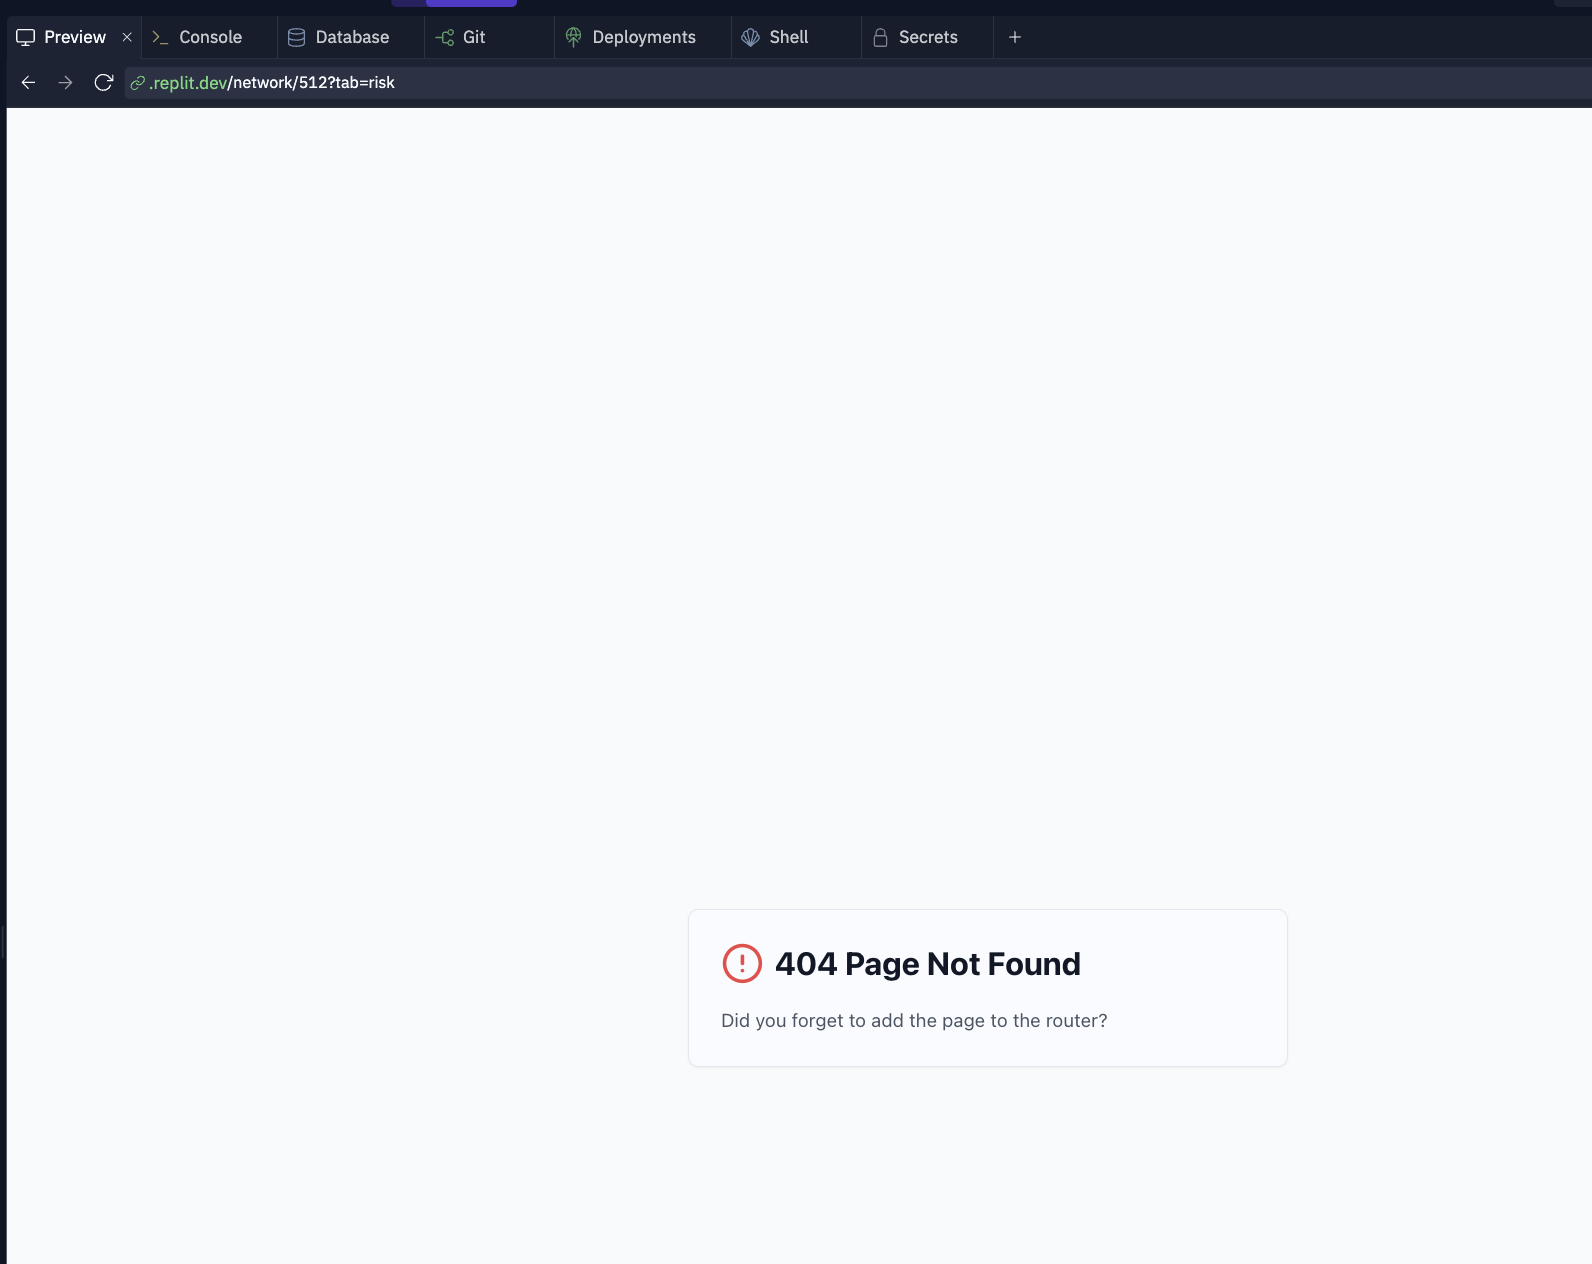 Preview × Console Database Git Deployments Shell Secrets +
.replit.dev/network/512?tab=risk
404 Page Not Found
Did you forget to add the page to the router?